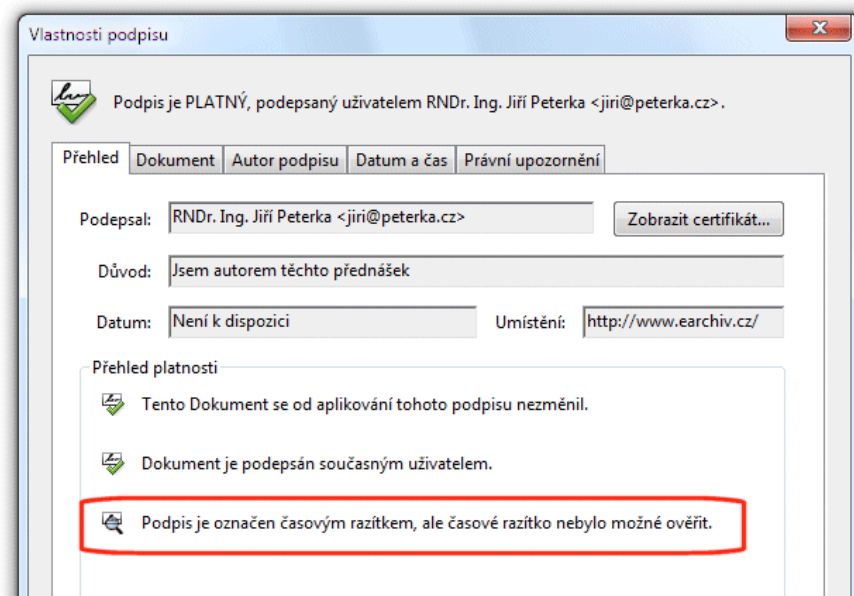 Vlastnosti podpisu
Podpis je PLATNÝ, podepsaný uživatelem RNDr. Ing. Jiří Peterka <jiri@peterka.cz>.
Přehled Dokument Autor podpisu Datum a čas Právní upozornění
Podepsal: RNDr. Ing. Jiří Peterka <jiri@peterka.cz> Zobrazit certifikát...
Důvod: Jsem autorem těchto přednášek
Datum: Není k dispozici Umístění: http://www.earchiv.cz/
Přehled platnosti
Tento Dokument se od aplikování tohoto podpisu nezměnil.
Dokument je podepsán současným uživatelem.
Podpis je označen časovým razítkem, ale časové razítko nebylo možné ověřit.